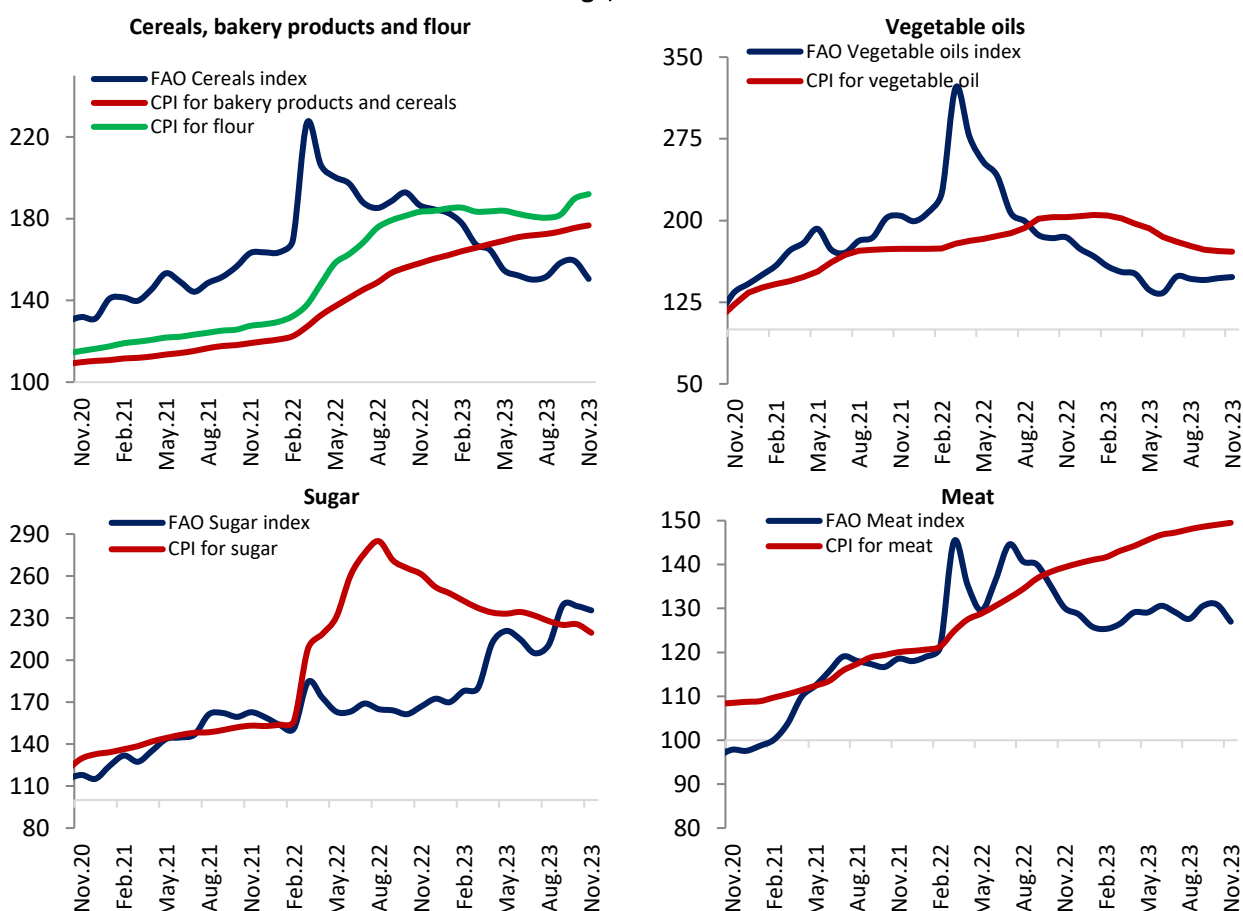 Cereals, bakery products and flour
FAO Cereals index
CPI for bakery products and cereals
CPI for flour
220
180
140
100
Nov.20
Feb.21
May.21
Aug.21
Nov.21
Feb.22
May.22
Aug.22
Nov.22
Feb.23
May.23
Aug.23
Nov.23
Vegetable oils
FAO Vegetable oils index
CPI for vegetable oil
350
275
200
125
50
Nov.20
Feb.21
May.21
Aug.21
Nov.21
Feb.22
May.22
Aug.22
Nov.22
Feb.23
May.23
Aug.23
Nov.23
Sugar
FAO Sugar index
CPI for sugar
290
260
230
200
170
140
110
80
Nov.20
Feb.21
May.21
Aug.21
Nov.21
Feb.22
May.22
Aug.22
Nov.22
Feb.23
May.23
Aug.23
Nov.23
Meat
FAO Meat index
CPI for meat
150
140
130
120
110
100
90
80
Nov.20
Feb.21
May.21
Aug.21
Nov.21
Feb.22
May.22
Aug.22
Nov.22
Feb.23
May.23
Aug.23
Nov.23